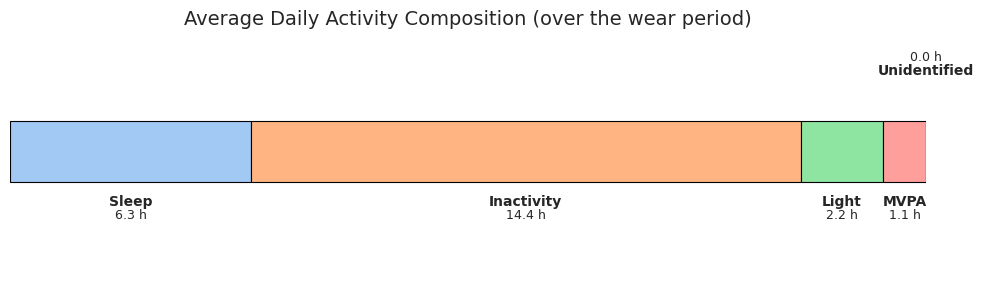 Average Daily Activity Composition (over the wear period)
0.0 h
Unidentified
Sleep
6.3 h
Inactivity
14.4 h
Light
2.2 h
MVPA
1.1 h